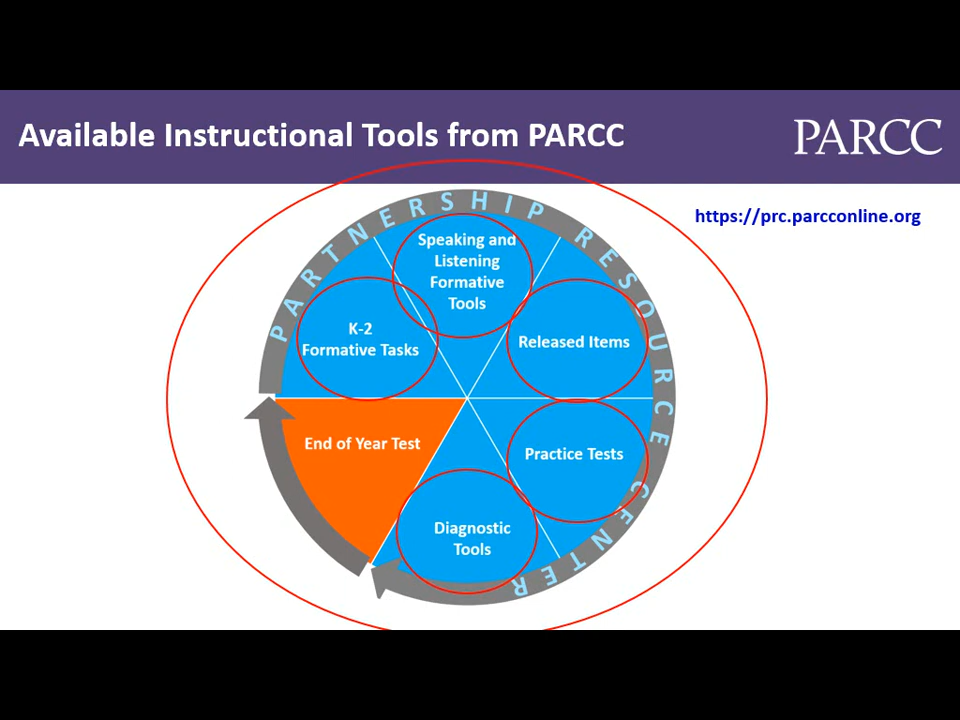 Available Instructional Tools from PARCC
PARCC
https://prc.parcconline.org
PARTNERSHIP RESOURCE CENTER
Speaking and
Listening
Formative
Tools
K-2
Formative Tasks
Released Items
End of Year Test
Practice Tests
Diagnostic
Tools